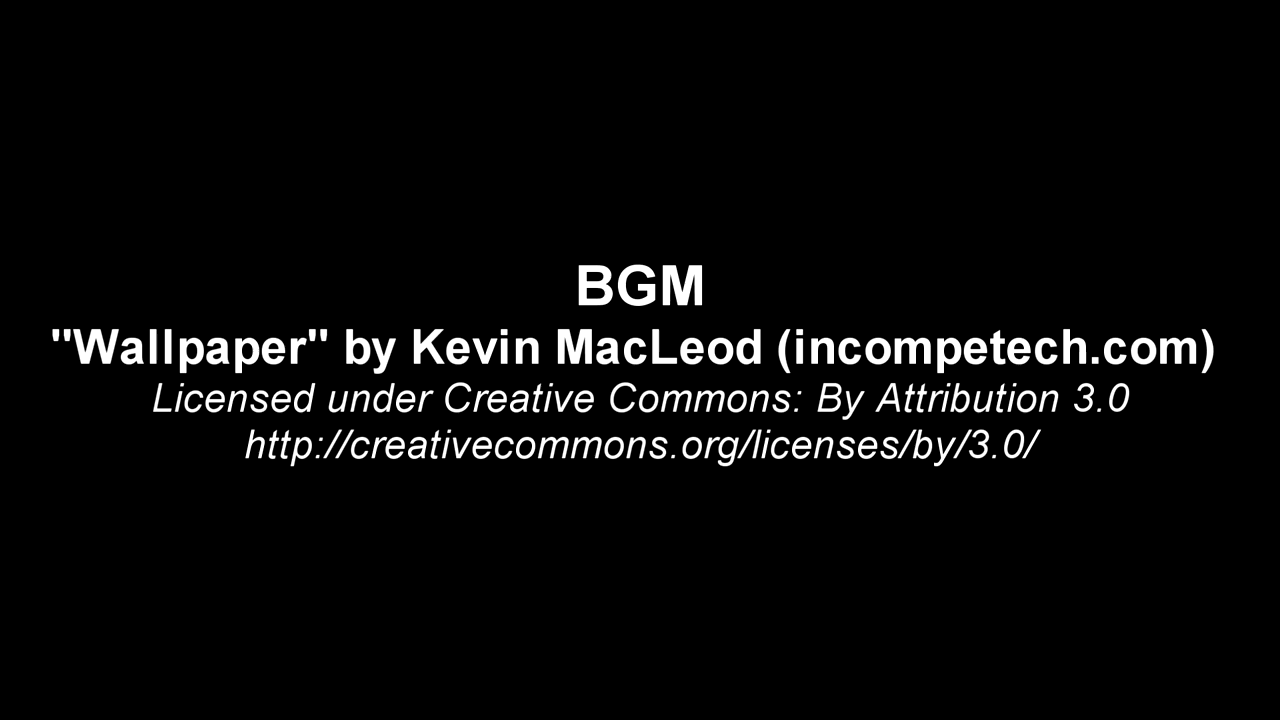 BGM
"Wallpaper" by Kevin MacLeod (incompetech.com)
Licensed under Creative Commons: By Attribution 3.0
http://creativecommons.org/licenses/by/3.0/